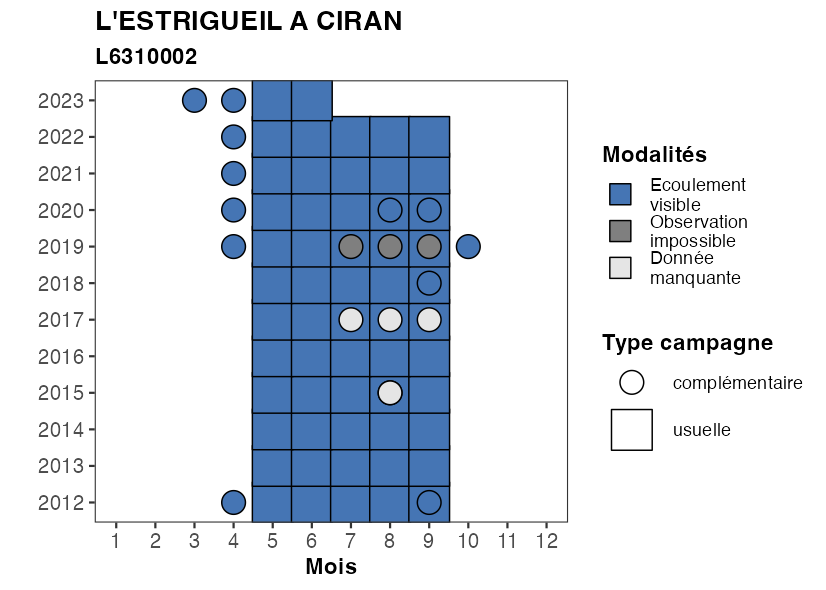 L'ESTRIGUEIL A CIRAN
L6310002
2023
2022
2021
2020
2019
2018
2017
2016
2015
2014
2013
2012
1 2 3 4 5 6 7 8 9 10 11 12
Mois
Modalités
Ecoulement
visible
Observation
impossible
Donnée
manquante
Type campagne
complémentaire
usuelle